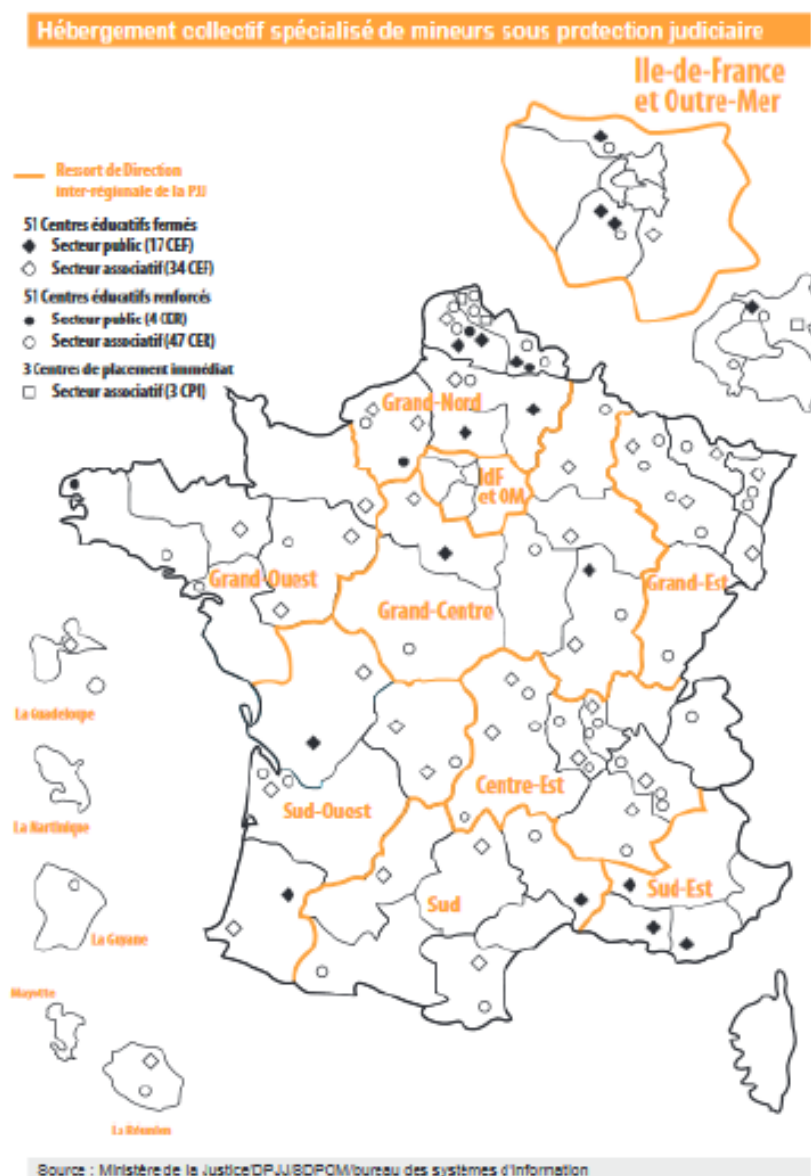 Hébergement collectif spécialisé de mineurs sous protection judiciaire
Ile-de-France
et Outre-Mer
Ressort de Direction
inter-régionale de la PJJ
51 Centres éducatifs fermés
Secteur public (17 CEF)
Secteur associatif (34 CEF)
51 Centres éducatifs renforcés
Secteur public (4 CER)
Secteur associatif (47 CER)
3 Centres de placement immédiat
Secteur associatif (3 CPI)
Grand-Nord
IdF
et OM
Grand-Ouest
Grand-Est
Grand-Centre
La Guadeloupe
Centre-Est
Sud-Ouest
La Martinique
Sud-Est
Sud
La Guyane
Mayotte
La Réunion
Source : Ministère de la Justice/DPJJ/SDPOM/bureau des systèmes d'information